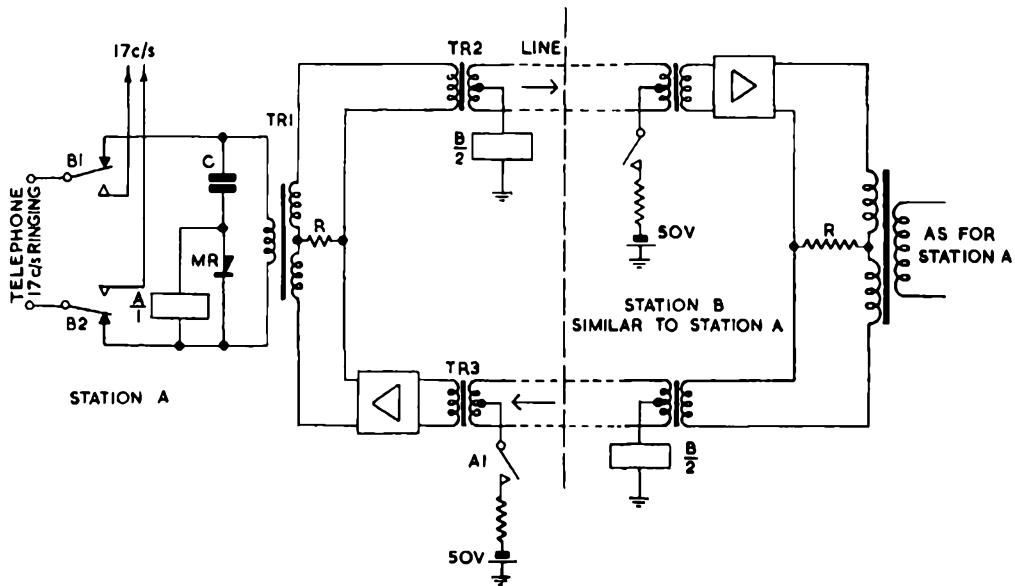 17c/s
TR2
LINE
TR1
B1
C
B/2
50V
TELEPHONE
17c/s RINGING
R
MR
A/1
B2
R
AS FOR
STATION A
STATION B
SIMILAR TO STATION A
STATION A
TR3
A1
B/2
50V